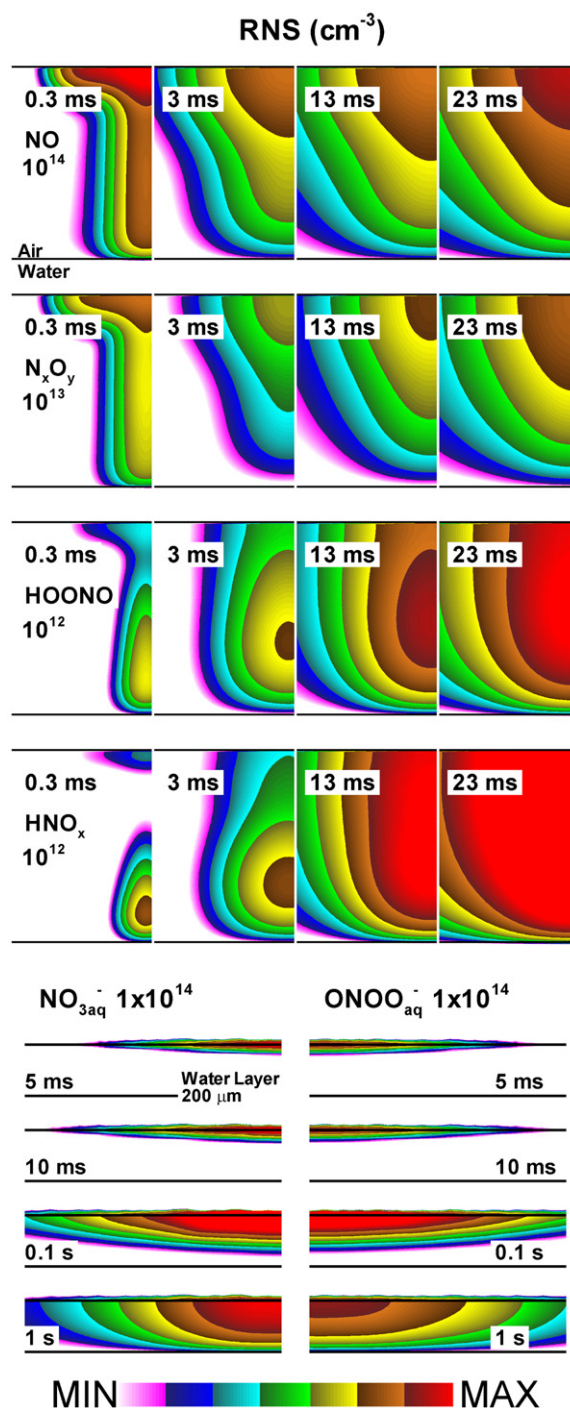 RNS (cm⁻³)
0.3 ms 3 ms 13 ms 23 ms
NO
10¹⁴
Air
Water
0.3 ms 3 ms 13 ms 23 ms
NₓOᵧ
10¹³
0.3 ms 3 ms 13 ms 23 ms
HOONO
10¹²
0.3 ms 3 ms 13 ms 23 ms
HNOₓ
10¹²
NO₃aq⁻ 1x10¹⁴ ONOOaq⁻ 1x10¹⁴
5 ms Water Layer 5 ms
200 µm
10 ms 10 ms
0.1 s 0.1 s
1 s 1 s
MIN MAX